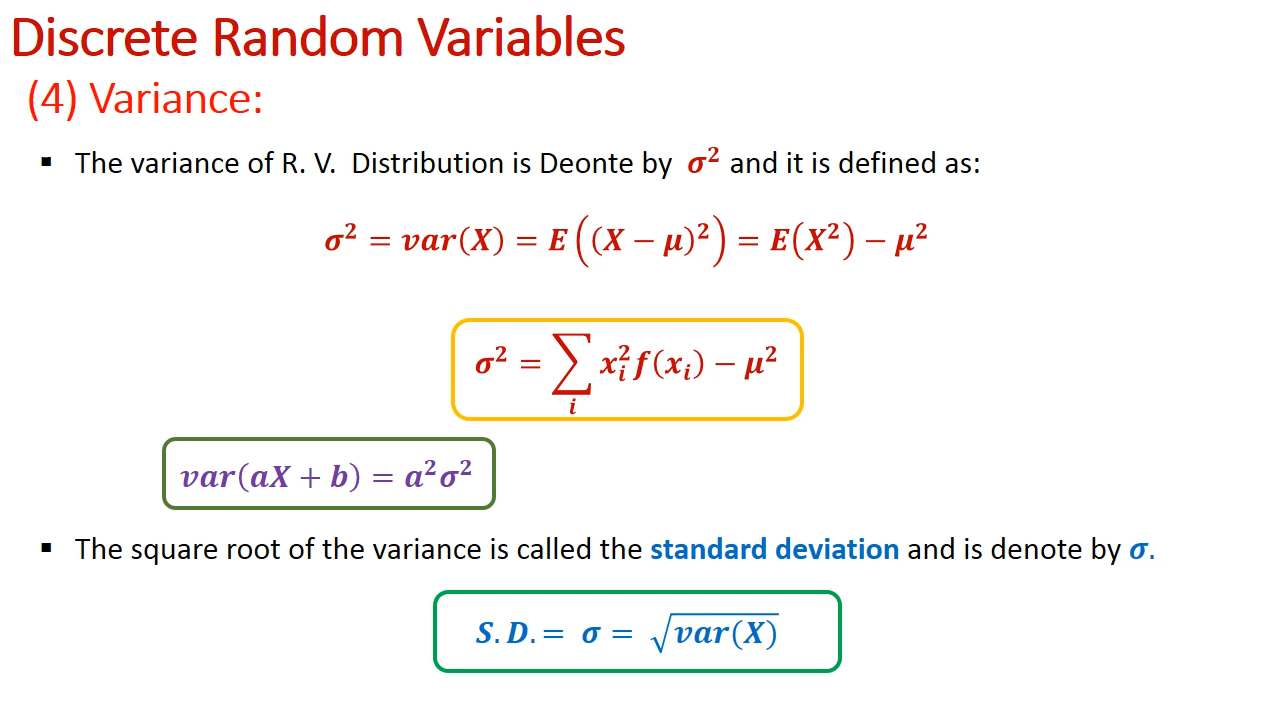 Discrete Random Variables
(4) Variance:
▪ The variance of R. V. Distribution is Deonte by σ² and it is defined as:
σ² = var(X) = E((X − μ)²) = E(X²) − μ²
σ² = ∑ᵢ xᵢ² f(xᵢ) − μ²
var(aX + b) = a²σ²
▪ The square root of the variance is called the standard deviation and is denote by σ.
S.D. = σ = √var(X)